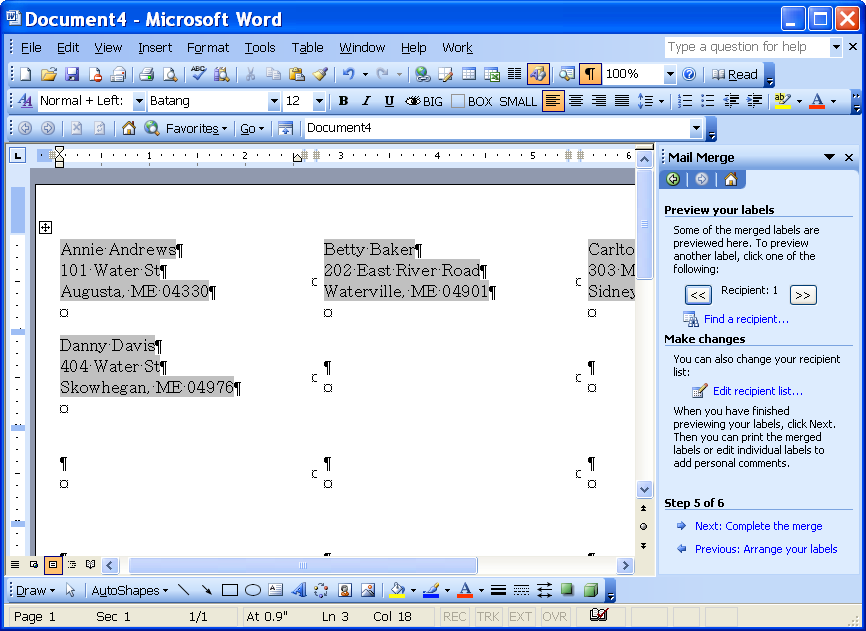 Document4 - Microsoft Word
File Edit View Insert Format Tools Table Window Help Work Type a question for help
100% Read
Normal + Left: Batang 12 B I U BIG BOX SMALL
Favorites Go Document4
1 2 3 4 5 6
Mail Merge
Preview your labels
Some of the merged labels are
previewed here. To preview
another label, click one of the
following:
<< Recipient: 1 >>
Find a recipient...
Make changes
You can also change your recipient
list:
Edit recipient list...
When you have finished
previewing your labels, click Next.
Then you can print the merged
labels or edit individual labels to
add personal comments.
Step 5 of 6
Next: Complete the merge
Previous: Arrange your labels
Annie·Andrews¶
101·Water·St¶
Augusta,·ME·04330¶
Betty·Baker¶
202·East·River·Road¶
Waterville,·ME·04901¶
Carlto
303·M
Sidney
Danny·Davis¶
404·Water·St¶
Skowhegan,·ME·04976¶
Draw AutoShapes
Page 1 Sec 1 1/1 At 0.9" Ln 3 Col 18 REC TRK EXT OVR